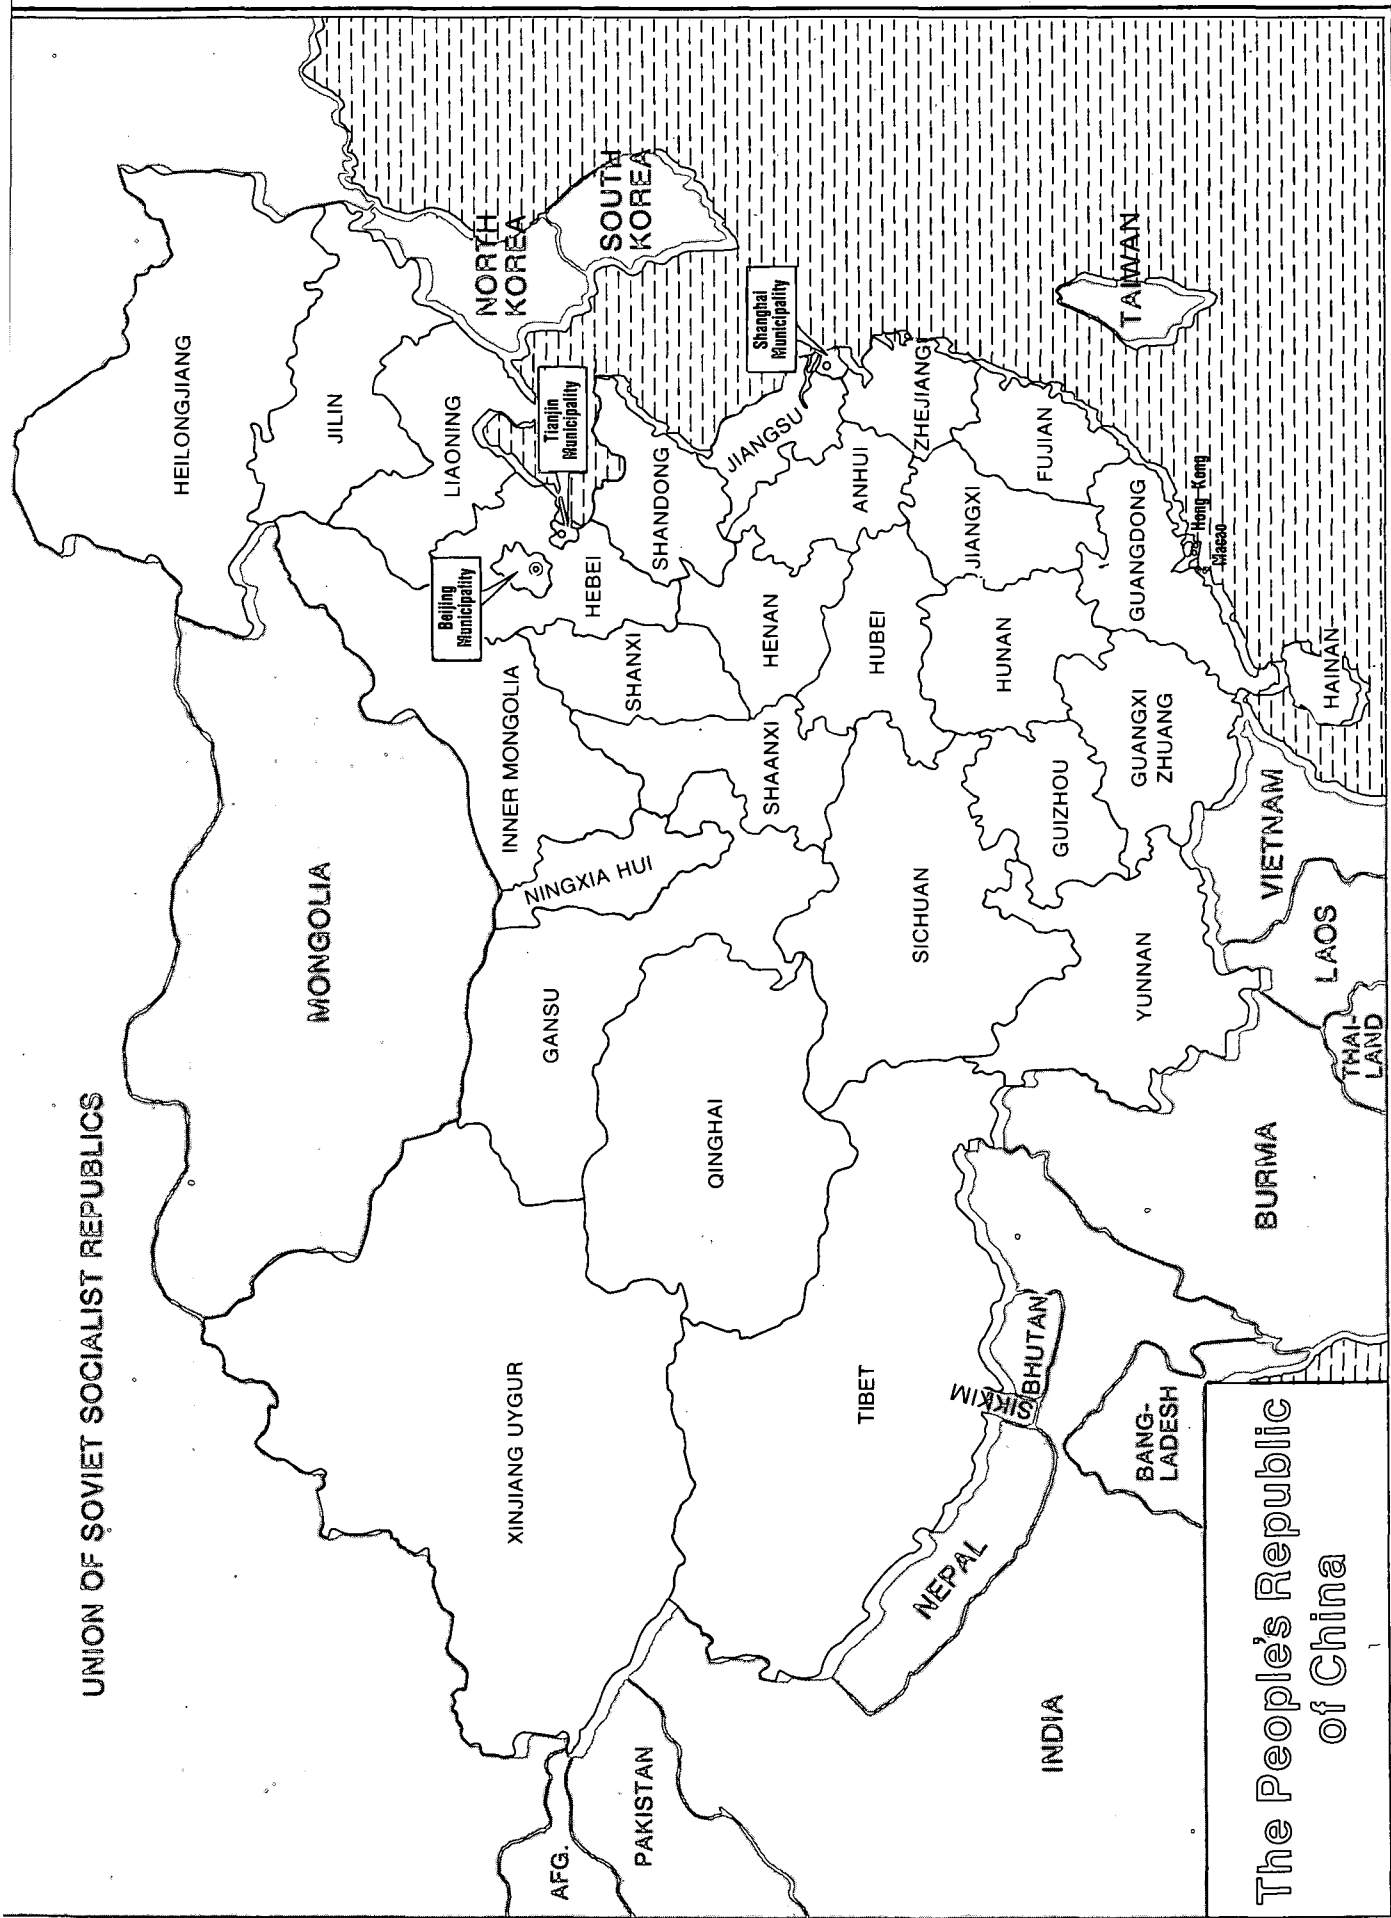 UNION OF SOVIET SOCIALIST REPUBLICS
HEILONGJIANG
MONGOLIA
JILIN
LIAONING
NORTH
KOREA
SOUTH
KOREA
Beijing
Municipality
Tianjin
Municipality
Shanghai
Municipality
INNER MONGOLIA
HEBEI
SHANXI
SHANDONG
NINGXIA HUI
GANSU
XINJIANG UYGUR
AFG.
PAKISTAN
QINGHAI
SHAANXI
HENAN
JIANGSU
ANHUI
HUBEI
ZHEJIANG
SICHUAN
TIBET
JIANGXI
HUNAN
FUJIAN
TAIWAN
GUIZHOU
GUANGDONG
GUANGXI
ZHUANG
YUNNAN
Hong Kong
Macao
HAINAN
NEPAL
SIKKIM
BHUTAN
INDIA
BANG-
LADESH
BURMA
VIETNAM
LAOS
THAI-
LAND
The People's Republic
of China